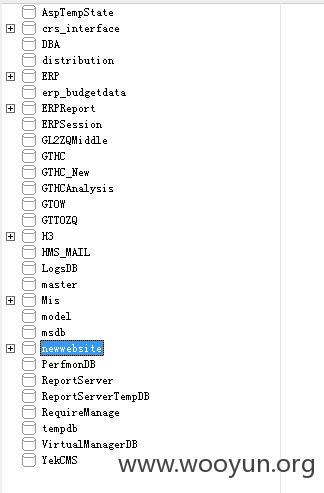 AspTempState
crs_interface
DBA
distribution
ERP
erp_budgetdata
ERPReport
ERPSession
GL2ZQMiddle
GTHC
GTHC_New
GTHCAnalysis
GTOW
GTTOZQ
H3
HMS_MAIL
LogsDB
master
Mis
model
msdb
newwebsite
PerfmonDB
ReportServer
ReportServerTempDB
RequireManage
tempdb
VirtualManagerDB
YekCMS
www.wooyun.org